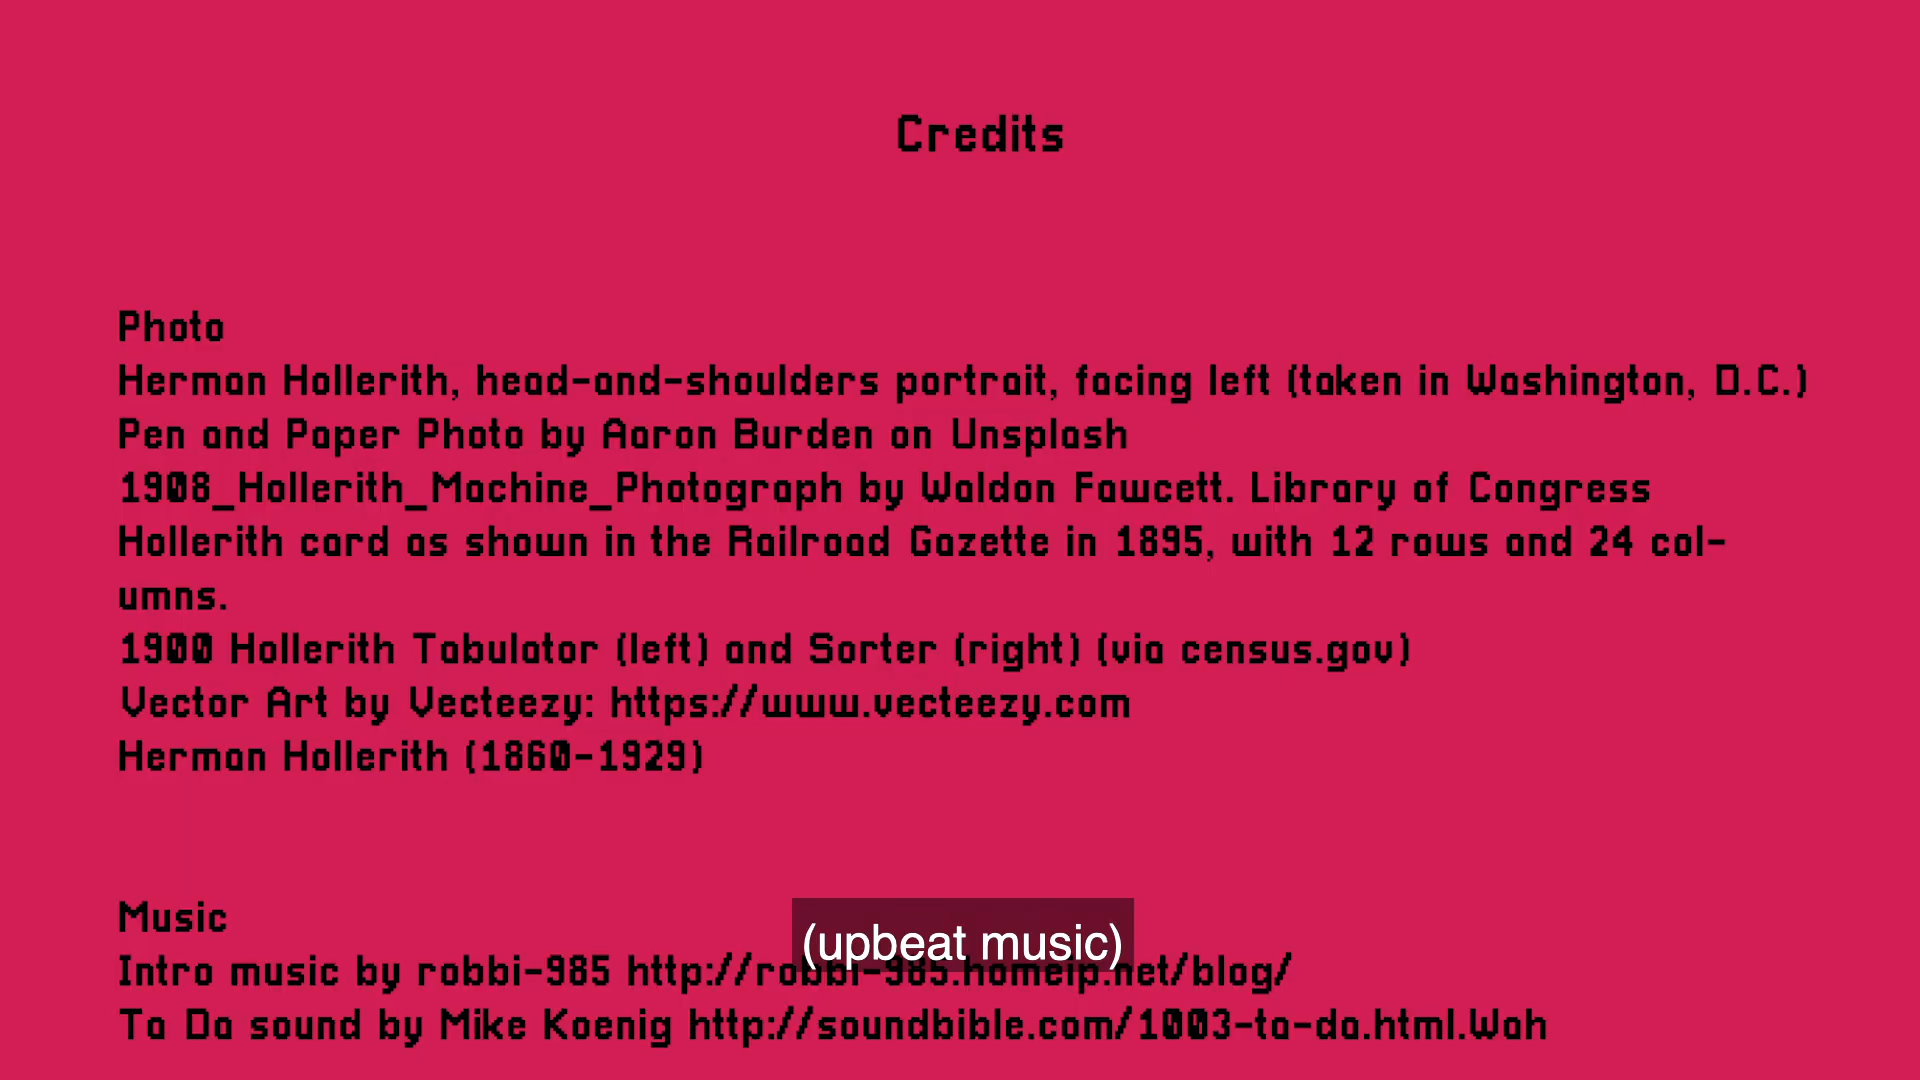 Credits
Photo
Herman Hollerith, head-and-shoulders portrait, facing left (taken in Washington, D.C.)
Pen and Paper Photo by Aaron Burden on Unsplash
1908_Hollerith_Machine_Photograph by Waldon Fawcett. Library of Congress
Hollerith card as shown in the Railroad Gazette in 1895, with 12 rows and 24 col-
umns.
1900 Hollerith Tabulator (left) and Sorter (right) (via census.gov)
Vector Art by Vecteezy: https://www.vecteezy.com
Herman Hollerith (1860-1929)
Music
(upbeat music)
Intro music by robbi-985 http://robbi-985.homeip.net/blog/
Ta Da sound by Mike Koenig http://soundbible.com/1003-ta-da.html.Wah